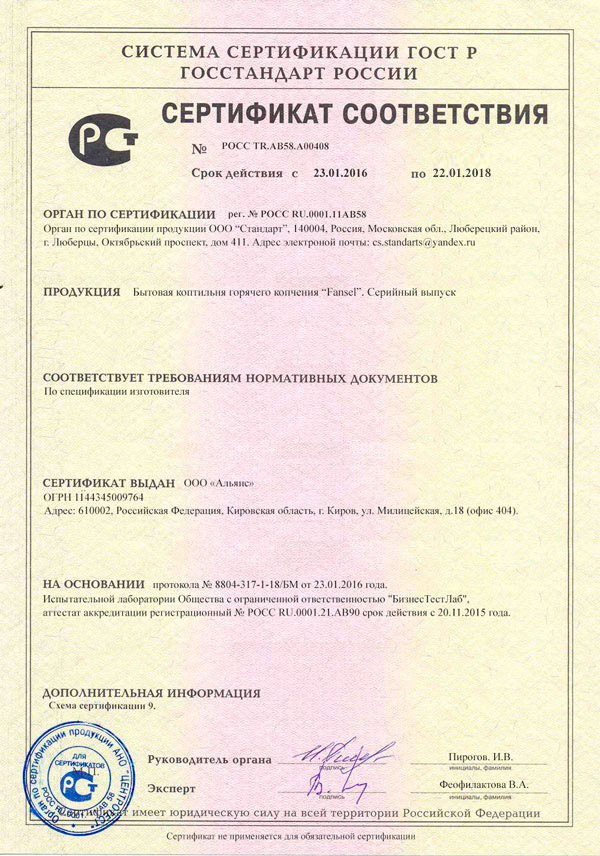 СИСТЕМА СЕРТИФИКАЦИИ ГОСТ Р
ГОССТАНДАРТ РОССИИ
СЕРТИФИКАТ СООТВЕТСТВИЯ
РСТ
№ РОСС TR.АВ58.А00408
Срок действия с 23.01.2016 по 22.01.2018
ОРГАН ПО СЕРТИФИКАЦИИ рег. № РОСС RU.0001.11АВ58
Орган по сертификации продукции ООО “Стандарт”, 140004, Россия, Московская обл., Люберецкий район,
г. Люберцы, Октябрьский проспект, дом 411. Адрес электроной почты: cs.standarts@yandex.ru
ПРОДУКЦИЯ Бытовая коптильня горячего копчения “Fansel”. Серийный выпуск
СООТВЕТСТВУЕТ ТРЕБОВАНИЯМ НОРМАТИВНЫХ ДОКУМЕНТОВ
По спецификации изготовителя
СЕРТИФИКАТ ВЫДАН ООО «Альянс»
ОГРН 1144345009764
Адрес: 610002, Российская Федерация, Кировская область, г. Киров, ул. Милицейская, д.18 (офис 404).
НА ОСНОВАНИИ протокола № 8804-317-1-18/БМ от 23.01.2016 года.
Испытательной лаборатории Общества с ограниченной ответственностью "БизнесТестЛаб",
аттестат аккредитации регистрационный № РОСС RU.0001.21.АВ90 срок действия с 20.11.2015 года.
ДОПОЛНИТЕЛЬНАЯ ИНФОРМАЦИЯ
Схема сертификации 9.
Орган по сертификации продукции АНО "ЦЕНТРОТЕСТ"
ДЛЯ
СЕРТИФИКАТОВ
РСТ
М.П.
Руководитель органа Пирогов. И.В.
подпись инициалы, фамилия
Эксперт Феофилактова В.А.
подпись инициалы, фамилия
Сертификат имеет юридическую силу на всей территории Российской Федерации
Сертификат не применяется для обязательной сертификации